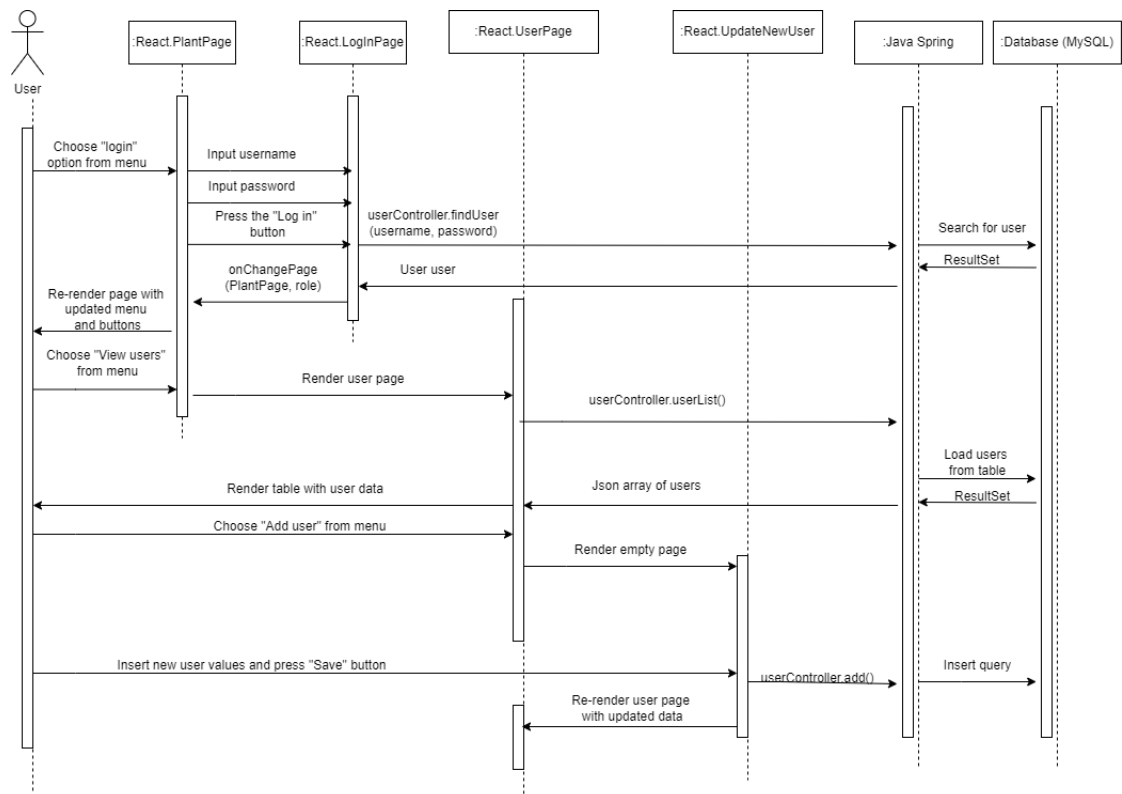 :React.PlantPage
:React.LogInPage
:React.UserPage
:React.UpdateNewUser
:Java Spring
:Database (MySQL)
User
Choose "login"
option from menu
Input username
Input password
Press the "Log in"
button
userController.findUser
(username, password)
Search for user
ResultSet
User user
onChangePage
(PlantPage, role)
Re-render page with
updated menu
and buttons
Choose "View users"
from menu
Render user page
userController.userList()
Load users
from table
ResultSet
Json array of users
Render table with user data
Choose "Add user" from menu
Render empty page
Insert new user values and press "Save" button
userController.add()
Insert query
Re-render user page
with updated data